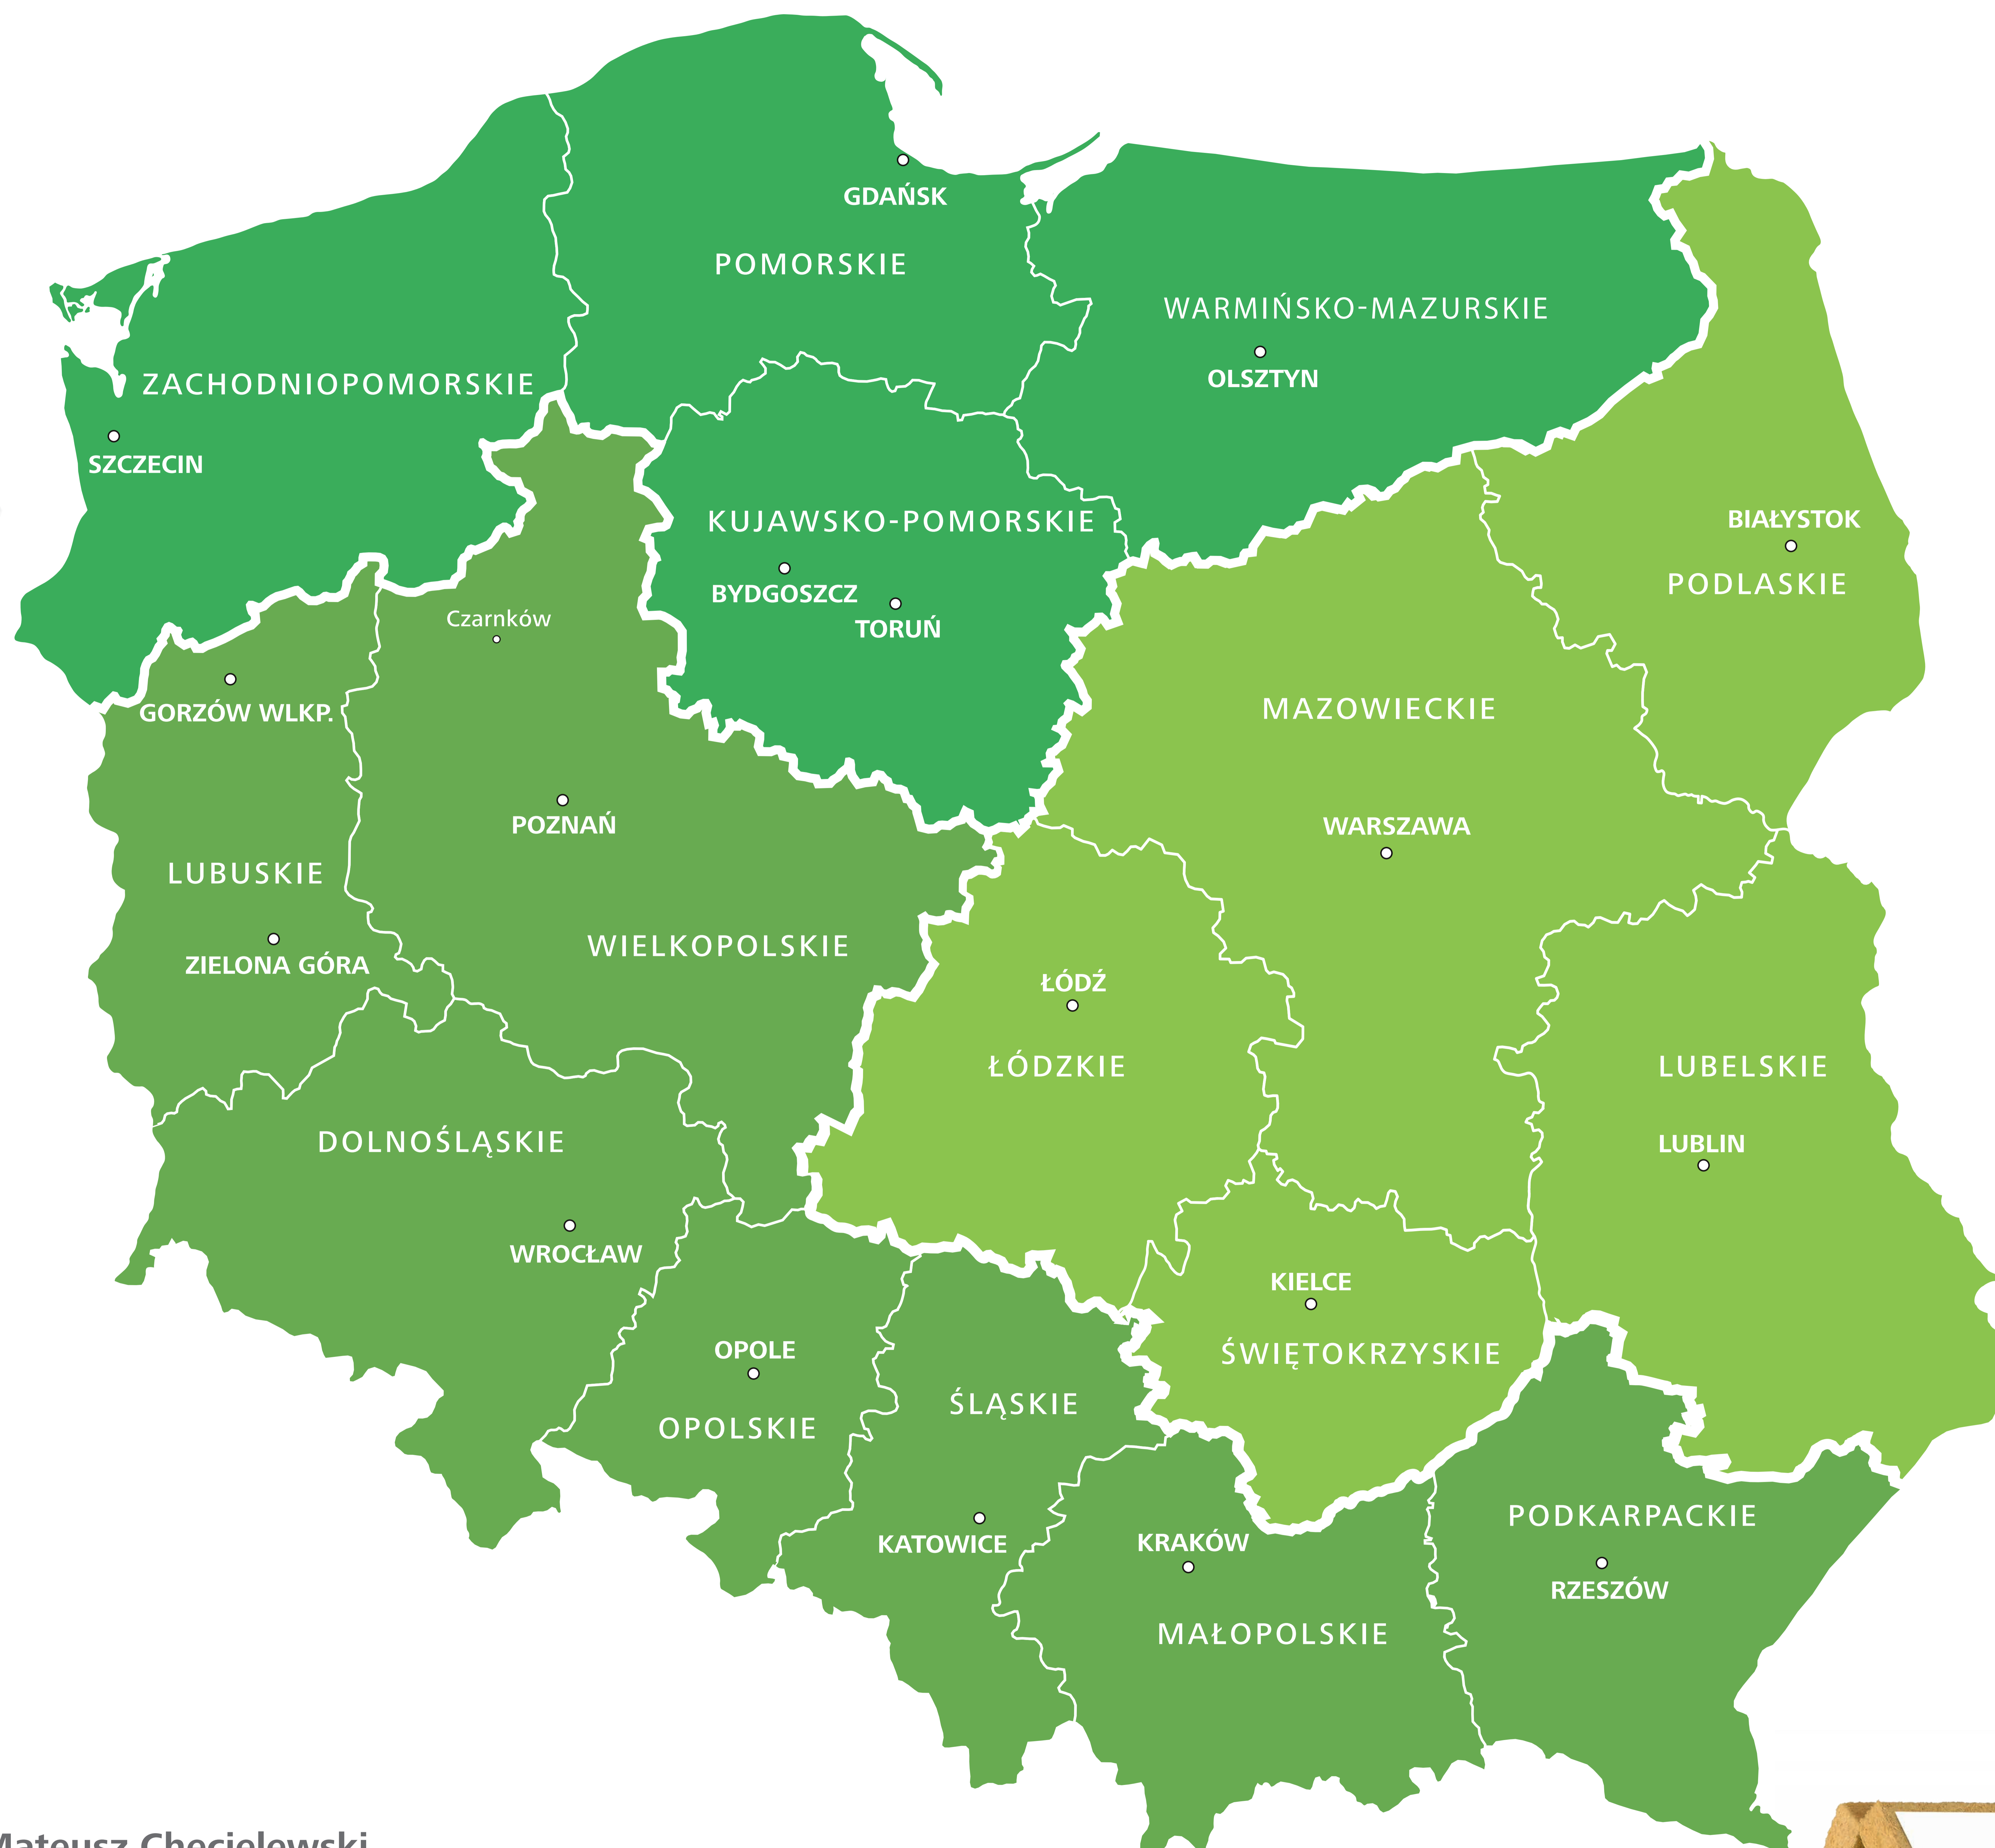 GDAŃSK
POMORSKIE
WARMIŃSKO-MAZURSKIE
OLSZTYN
ZACHODNIOPOMORSKIE
SZCZECIN
KUJAWSKO-POMORSKIE
BYDGOSZCZ
TORUŃ
BIAŁYSTOK
PODLASKIE
Czarnków
GORZÓW WLKP.
MAZOWIECKIE
POZNAŃ
WARSZAWA
LUBUSKIE
WIELKOPOLSKIE
ZIELONA GÓRA
ŁÓDŹ
ŁÓDZKIE
LUBELSKIE
DOLNOŚLĄSKIE
LUBLIN
WROCŁAW
KIELCE
ŚWIĘTOKRZYSKIE
OPOLE
OPOLSKIE
ŚLĄSKIE
KATOWICE
KRAKÓW
PODKARPACKIE
RZESZÓW
MAŁOPOLSKIE
Mateusz Chęcielewski